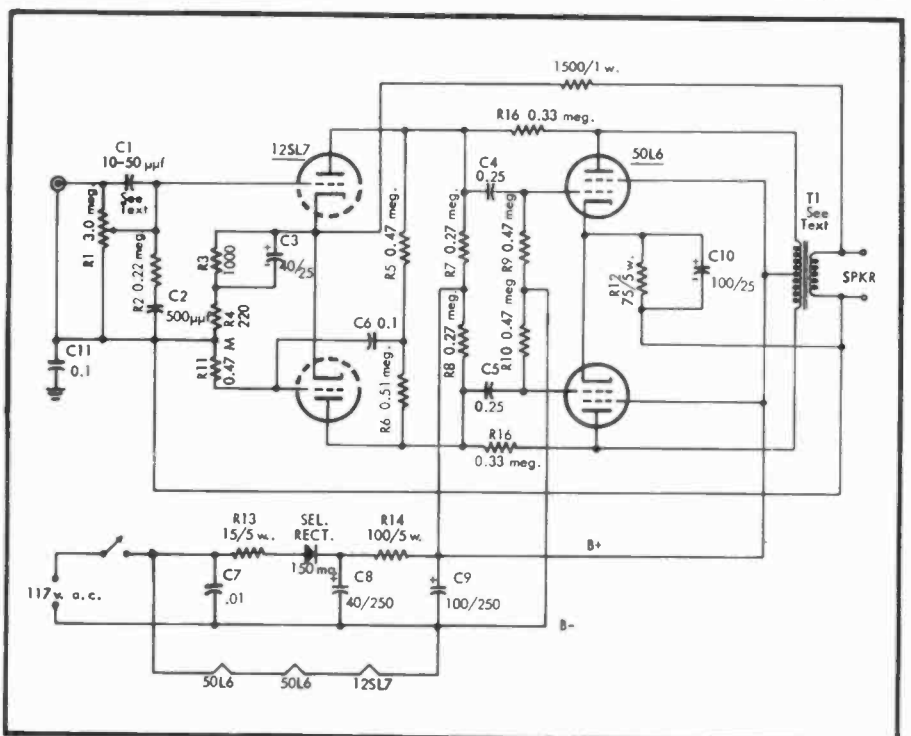 1500/1 w.
R16 0.33 meg.
12SL7
50L6
C1
10-50 μμf
See
Text
C4
0.25
T1
See
Text
R1 3.0 meg.
R2 0.22 meg.
R3
1000
C3
40/25
R5 0.47 meg.
R7 0.27 meg.
R9 0.47 meg.
R12
75/5 w.
C10
100/25
SPKR
C2
500μμf
R4
220
C6 0.1
C11
0.1
R11
0.47 M
R6 0.51 meg.
R8 0.27 meg.
R10 0.47 meg.
C5
0.25
R16
0.33 meg.
R13
15/5 w.
SEL.
RECT.
150 ma
R14
100/5 w.
B+
117 v. a.c.
C7
.01
C8
40/250
C9
100/250
B-
50L6
50L6
12SL7